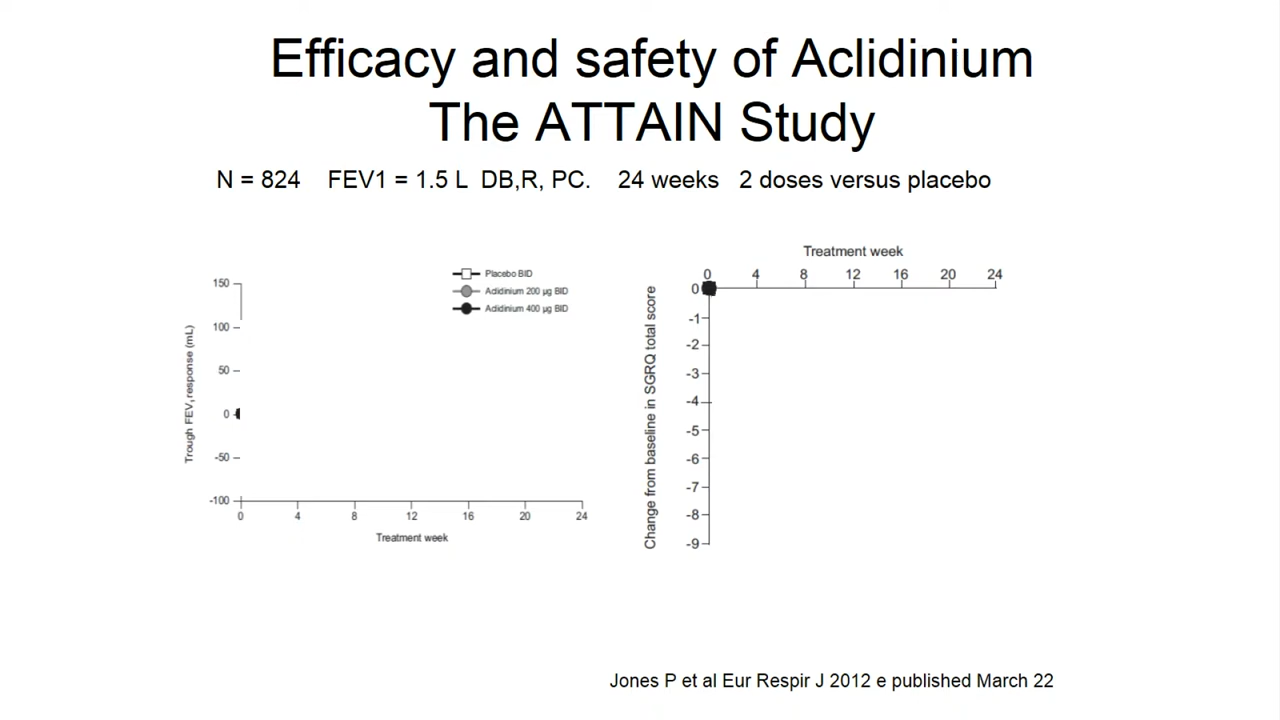 Efficacy and safety of Aclidinium
The ATTAIN Study
N = 824 FEV1 = 1.5 L DB,R, PC. 24 weeks 2 doses versus placebo
Placebo BID
Aclidinium 200 µg BID
Aclidinium 400 µg BID
Trough FEV1 response (mL)
150
100
50
0
-50
-100
0 4 8 12 16 20 24
Treatment week
Treatment week
0 4 8 12 16 20 24
Change from baseline in SGRQ total score
0
-1
-2
-3
-4
-5
-6
-7
-8
-9
Jones P et al Eur Respir J 2012 e published March 22